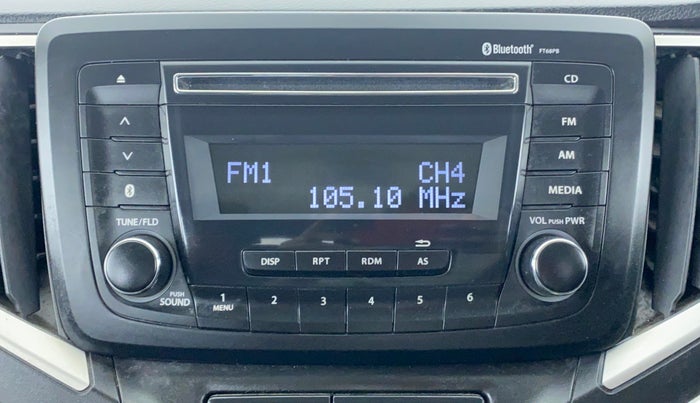 Bluetooth® FT68PB
CD
FM
FM1 CH4
AM
105.10 MHz
MEDIA
TUNE/FLD
VOL PUSH PWR
DISP RPT RDM AS
PUSH
SOUND
1 2 3 4 5 6
MENU